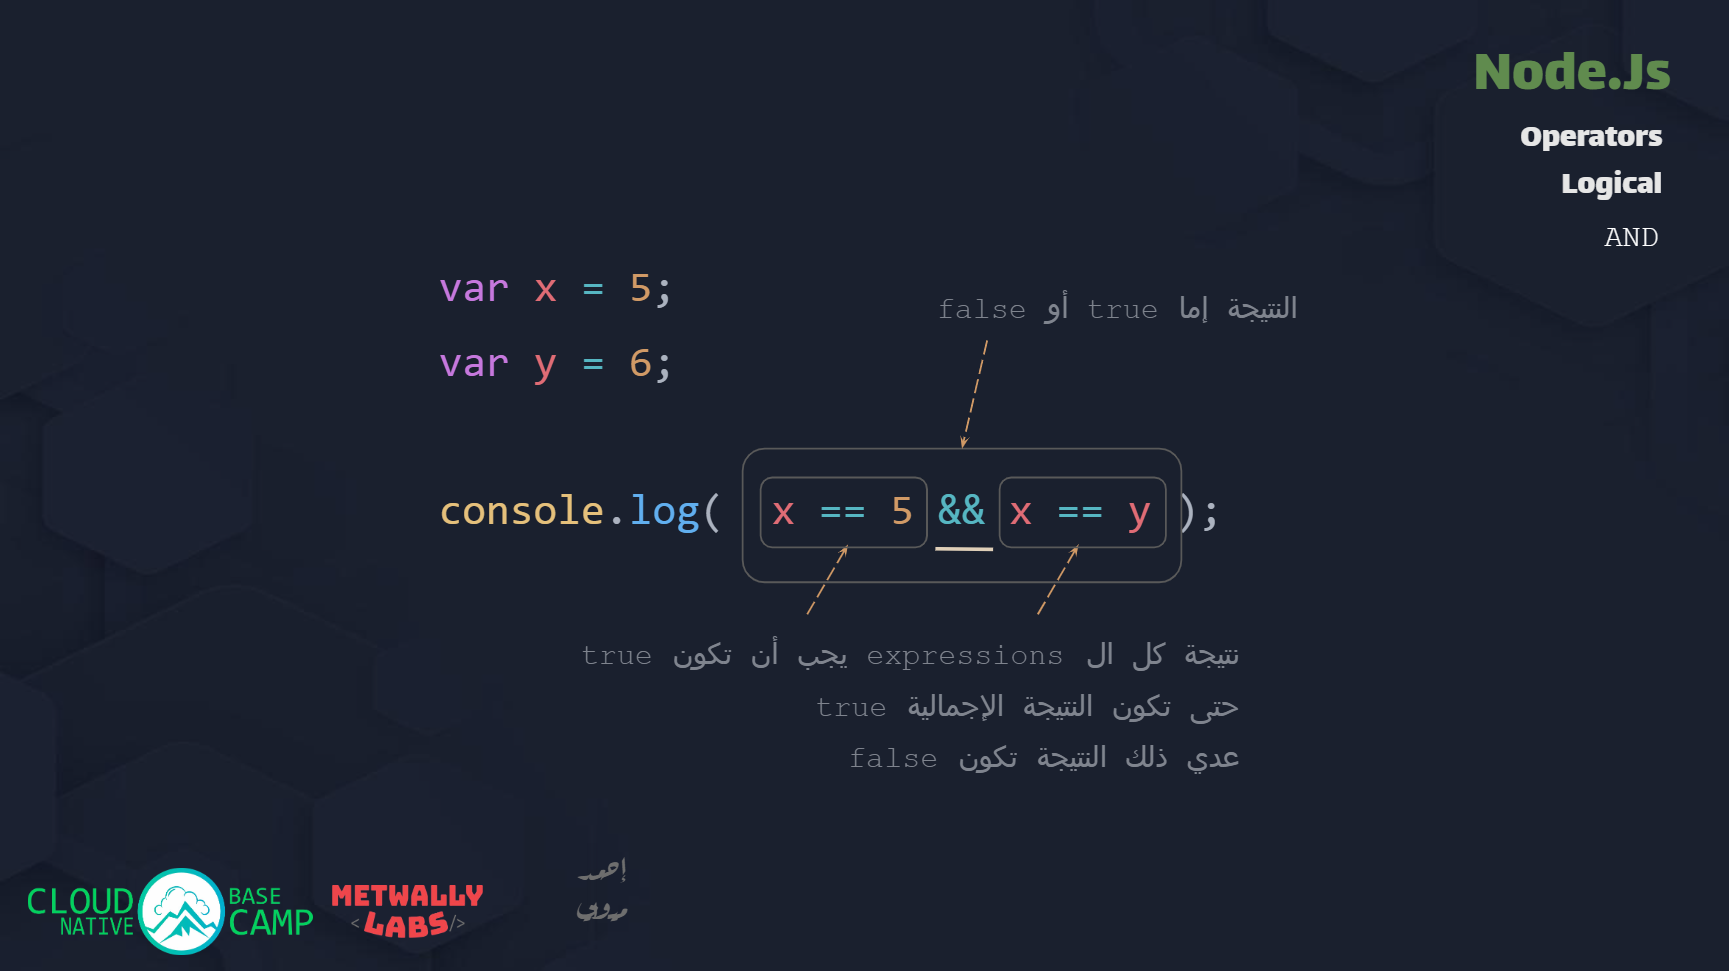 Node.Js
Operators
Logical
AND
var x = 5;
var y = 6;
النتيجة إما true أو false
console.log( x == 5 && x == y );
نتيجة كل ال expressions يجب أن تكون true
حتى تكون النتيجة الإجمالية true
عدي ذلك النتيجة تكون false
CLOUD NATIVE BASE CAMP
METWALLY
<LABS/>